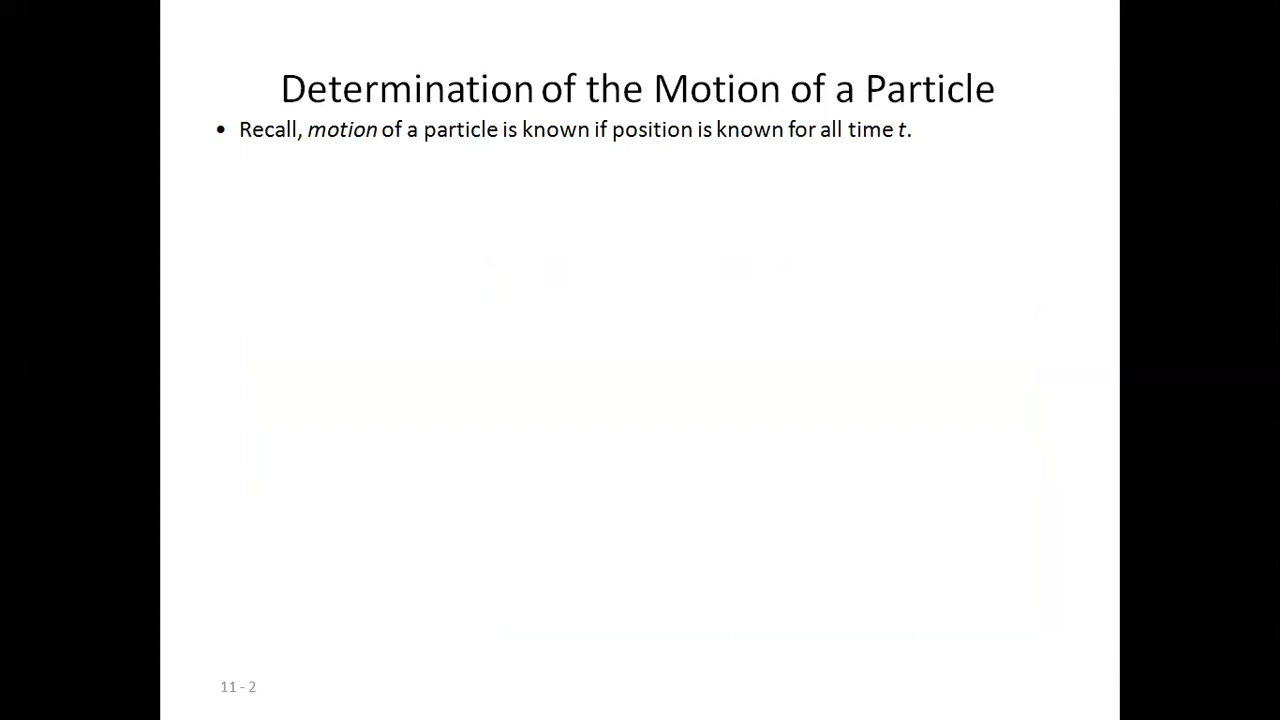 Determination of the Motion of a Particle
• Recall, motion of a particle is known if position is known for all time t.
11 - 2